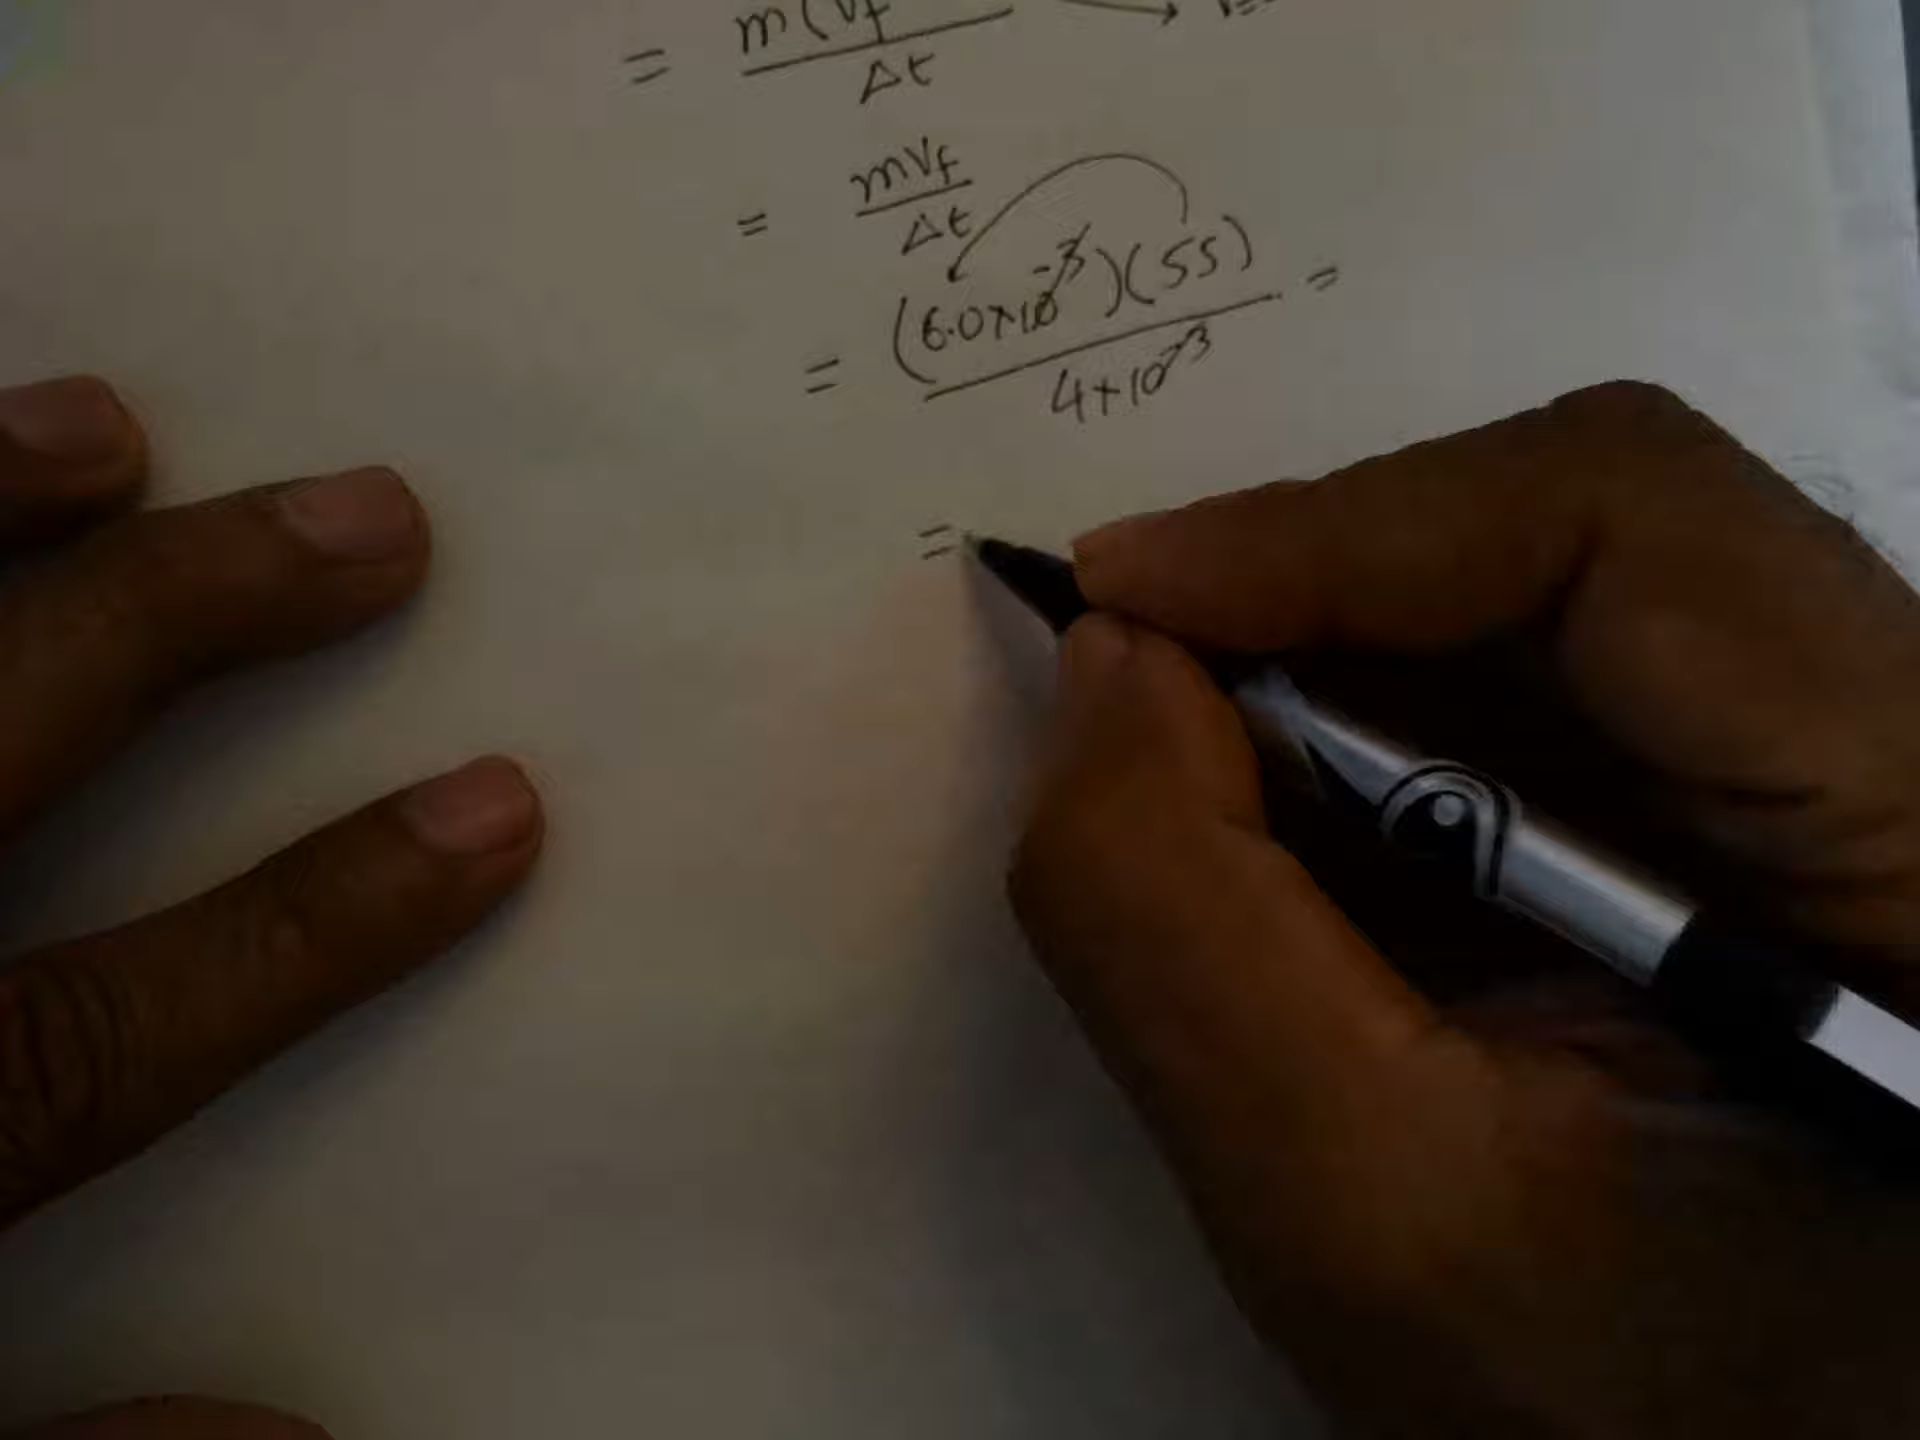 = m(Vf / Δt
= mVf / Δt
= (6.0×10^-3)(55) / 4×10^-3 =
=